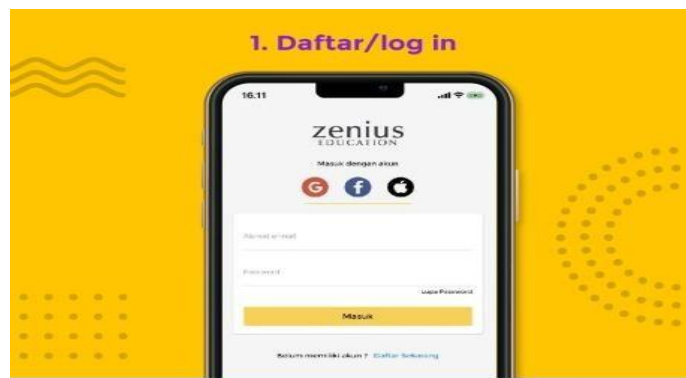 1. Daftar/log in
16.11
zenius
EDUCATION
Masuk dengan akun
G f
Alamat e-mail
Password
Lupa Password
Masuk
Belum memiliki akun ? Daftar Sekarang